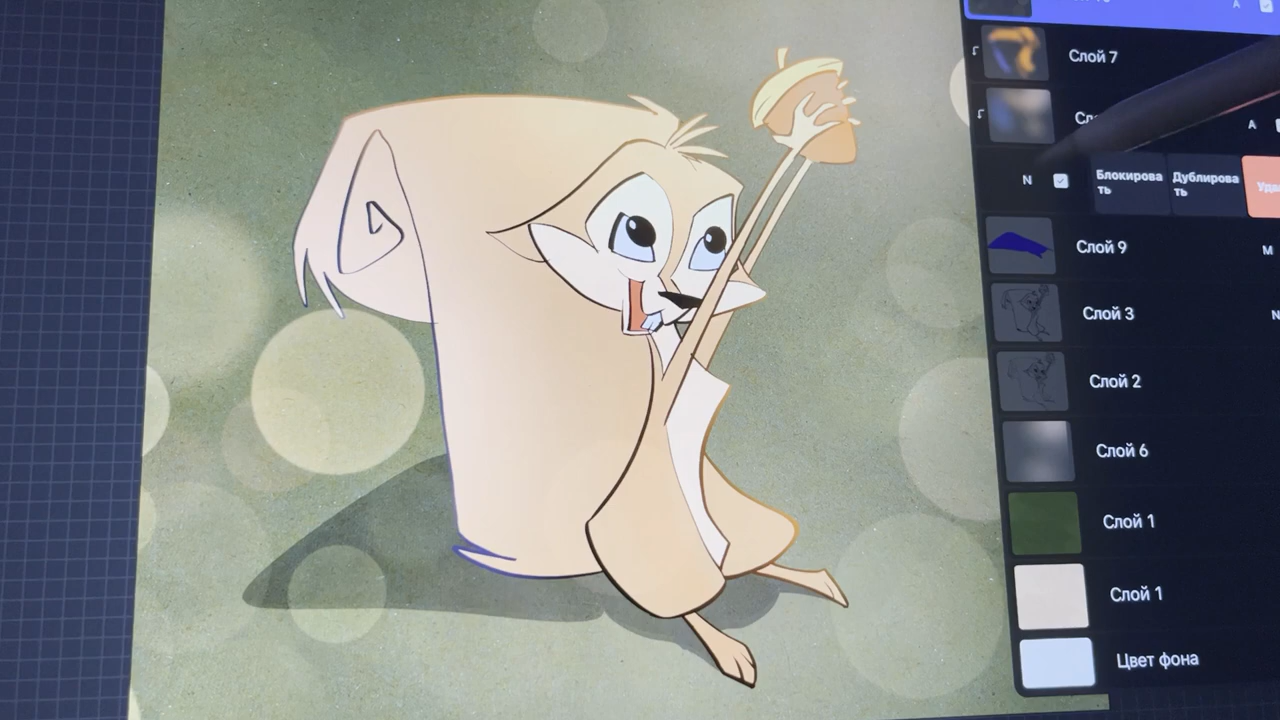 A
Слой 7
A
N
Блокирова
ть
Дублирова
ть
Слой 9
M
Слой 3
N
Слой 2
Слой 6
Слой 1
Слой 1
Цвет фона